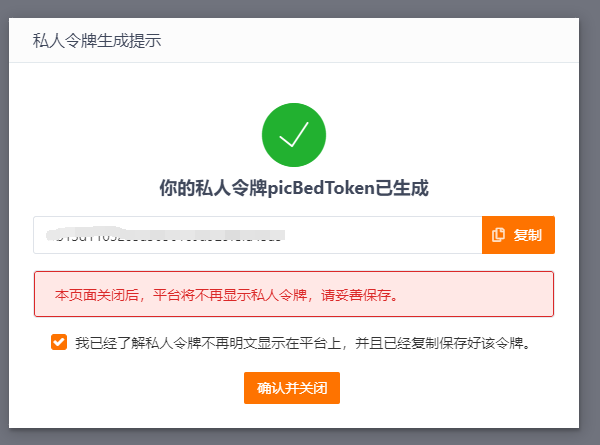 私人令牌生成提示
你的私人令牌picBedToken已生成
复制
本页面关闭后，平台将不再显示私人令牌，请妥善保存。
我已经了解私人令牌不再明文显示在平台上，并且已经复制保存好该令牌。
确认并关闭